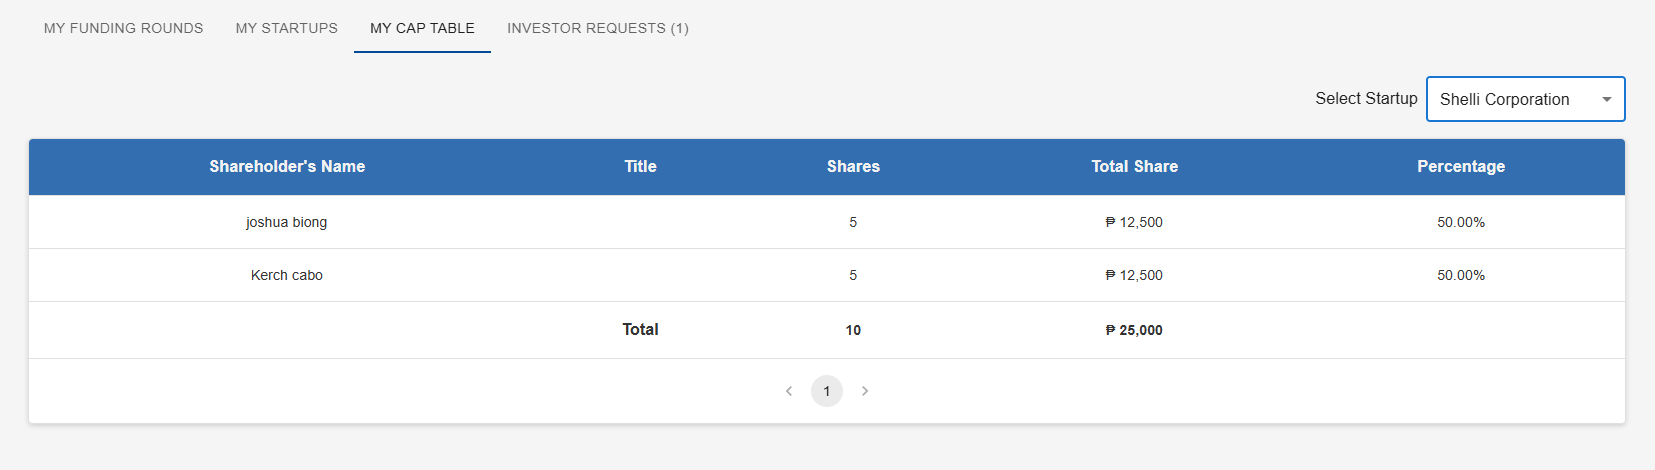 MY FUNDING ROUNDS MY STARTUPS MY CAP TABLE INVESTOR REQUESTS (1)
Select Startup Shelli Corporation
Shareholder's Name Title Shares Total Share Percentage
joshua biong 5 ₱ 12,500 50.00%
Kerch cabo 5 ₱ 12,500 50.00%
Total 10 ₱ 25,000
1